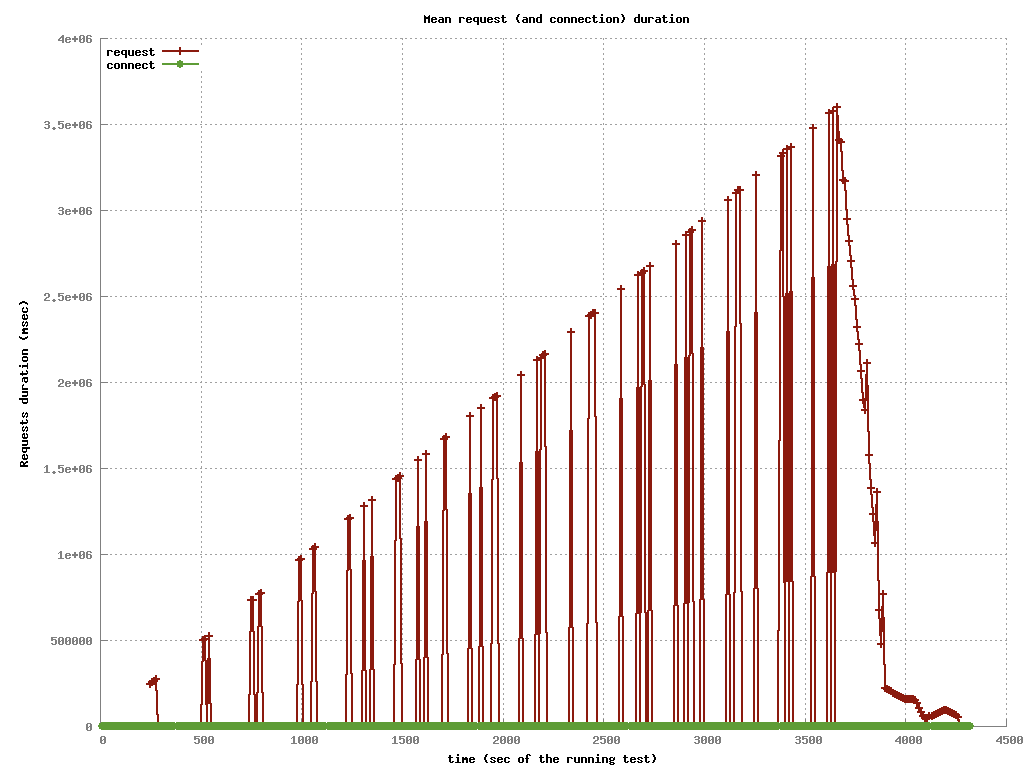 Mean request (and connection) duration
4e+06
request
connect
3.5e+06
3e+06
2.5e+06
2e+06
1.5e+06
1e+06
500000
0
Requests duration (msec)
0 500 1000 1500 2000 2500 3000 3500 4000 4500
time (sec of the running test)